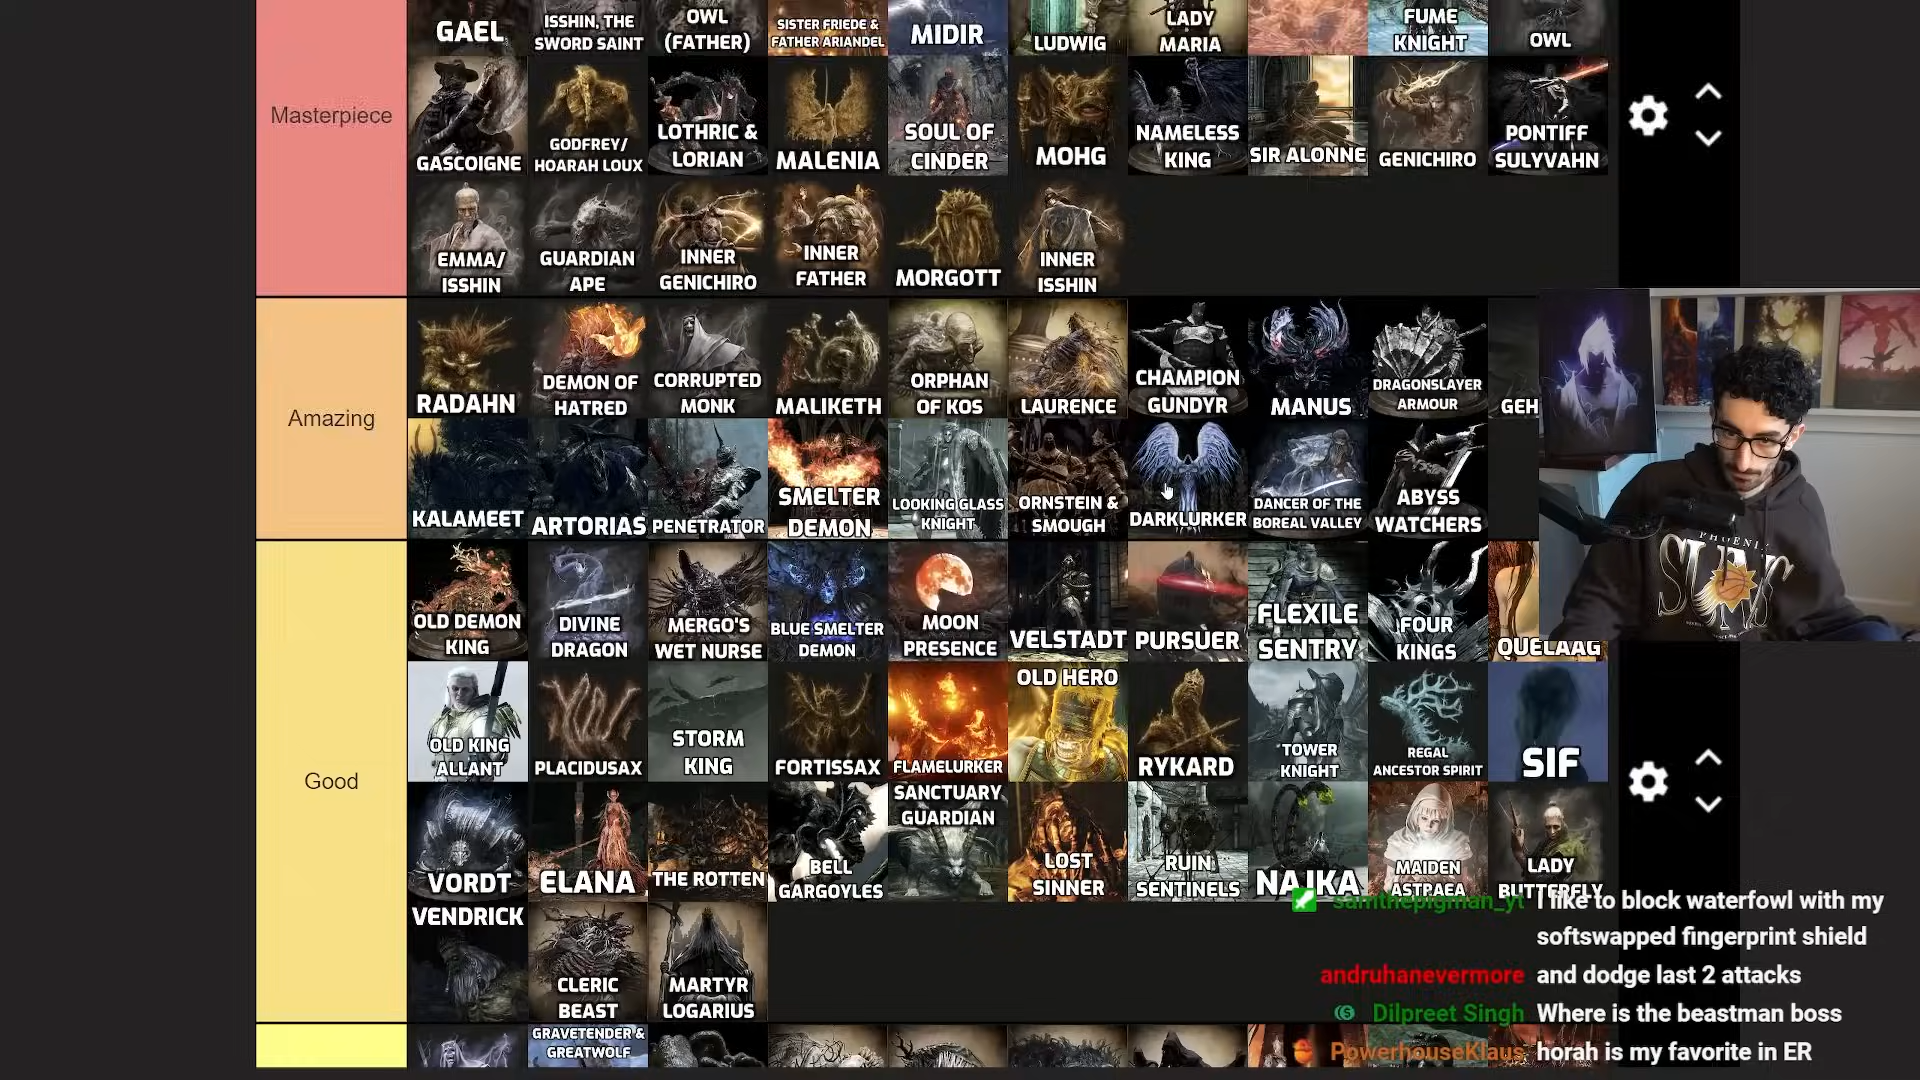 GAEL
ISSHIN, THE
SWORD SAINT
OWL
(FATHER)
SISTER FRIEDE &
FATHER ARIANDEL
MIDIR
LUDWIG
LADY
MARIA
FUME
KNIGHT
OWL
Masterpiece
GASCOIGNE
GODFREY/
HOARAH LOUX
LOTHRIC &
LORIAN
MALENIA
SOUL OF
CINDER
MOHG
NAMELESS
KING
SIR ALONNE
GENICHIRO
PONTIFF
SULYVAHN
EMMA/
ISSHIN
GUARDIAN
APE
INNER
GENICHIRO
INNER
FATHER
MORGOTT
INNER
ISSHIN
Amazing
RADAHN
DEMON OF
HATRED
CORRUPTED
MONK
MALIKETH
ORPHAN
OF KOS
LAURENCE
CHAMPION
GUNDYR
MANUS
DRAGONSLAYER
ARMOUR
GEH
KALAMEET
ARTORIAS
PENETRATOR
SMELTER
DEMON
LOOKING GLASS
KNIGHT
ORNSTEIN &
SMOUGH
DARKLURKER
DANCER OF THE
BOREAL VALLEY
ABYSS
WATCHERS
PHOENIX
SUNS
Good
OLD DEMON
KING
DIVINE
DRAGON
MERGO'S
WET NURSE
BLUE SMELTER
DEMON
MOON
PRESENCE
VELSTADT
PURSUER
FLEXILE
SENTRY
FOUR
KINGS
QUELAAG
OLD KING
ALLANT
PLACIDUSAX
STORM
KING
FORTISSAX
FLAMELURKER
OLD HERO
RYKARD
TOWER
KNIGHT
REGAL
ANCESTOR SPIRIT
SIF
VORDT
ELANA
THE ROTTEN
BELL
GARGOYLES
SANCTUARY
GUARDIAN
LOST
SINNER
RUIN
SENTINELS
NAJKA
MAIDEN
ASTRAEA
LADY
BUTTERFLY
VENDRICK
CLERIC
BEAST
MARTYR
LOGARIUS
GRAVETENDER &
GREATWOLF
samthepigman_yt I like to block waterfowl with my
softswapped fingerprint shield
andruhanevermore and dodge last 2 attacks
Dilpreet Singh Where is the beastman boss
PowerhouseKlaus horah is my favorite in ER